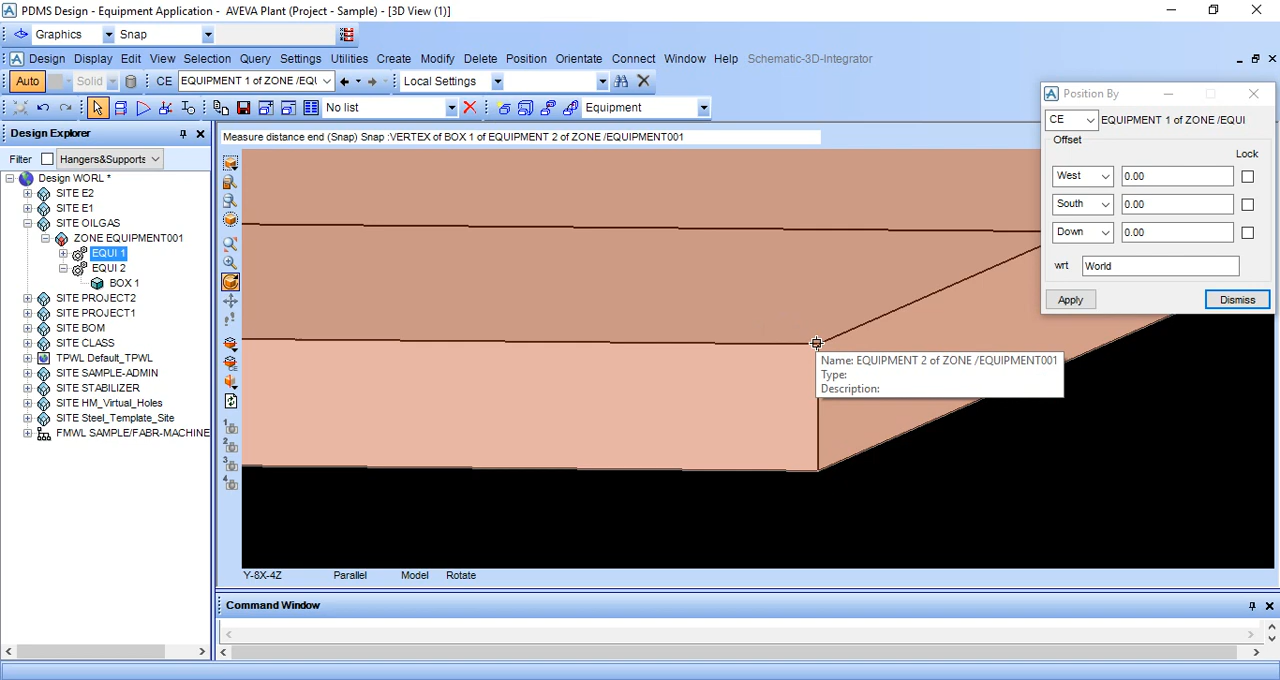 PDMS Design - Equipment Application - AVEVA Plant (Project - Sample) - [3D View (1)]
Graphics Snap
Design Display Edit View Selection Query Settings Utilities Create Modify Delete Position Orientate Connect Window Help Schematic-3D-Integrator
Auto Solid CE EQUIPMENT 1 of ZONE /EQU Local Settings
No list Equipment
Design Explorer
Filter Hangers&Supports
Design WORL *
SITE E2
SITE E1
SITE OILGAS
ZONE EQUIPMENT001
EQUI 1
EQUI 2
BOX 1
SITE PROJECT2
SITE PROJECT1
SITE BOM
SITE CLASS
TPWL Default_TPWL
SITE SAMPLE-ADMIN
SITE STABILIZER
SITE HM_Virtual_Holes
SITE Steel_Template_Site
FMWL SAMPLE/FABR-MACHINE
Measure distance end (Snap) Snap :VERTEX of BOX 1 of EQUIPMENT 2 of ZONE /EQUIPMENT001
1
2
3
4
Name: EQUIPMENT 2 of ZONE /EQUIPMENT001
Type:
Description:
Y-8X-4Z Parallel Model Rotate
Position By
CE EQUIPMENT 1 of ZONE /EQUI
Offset
Lock
West 0.00
South 0.00
Down 0.00
wrt World
Apply Dismiss
Command Window